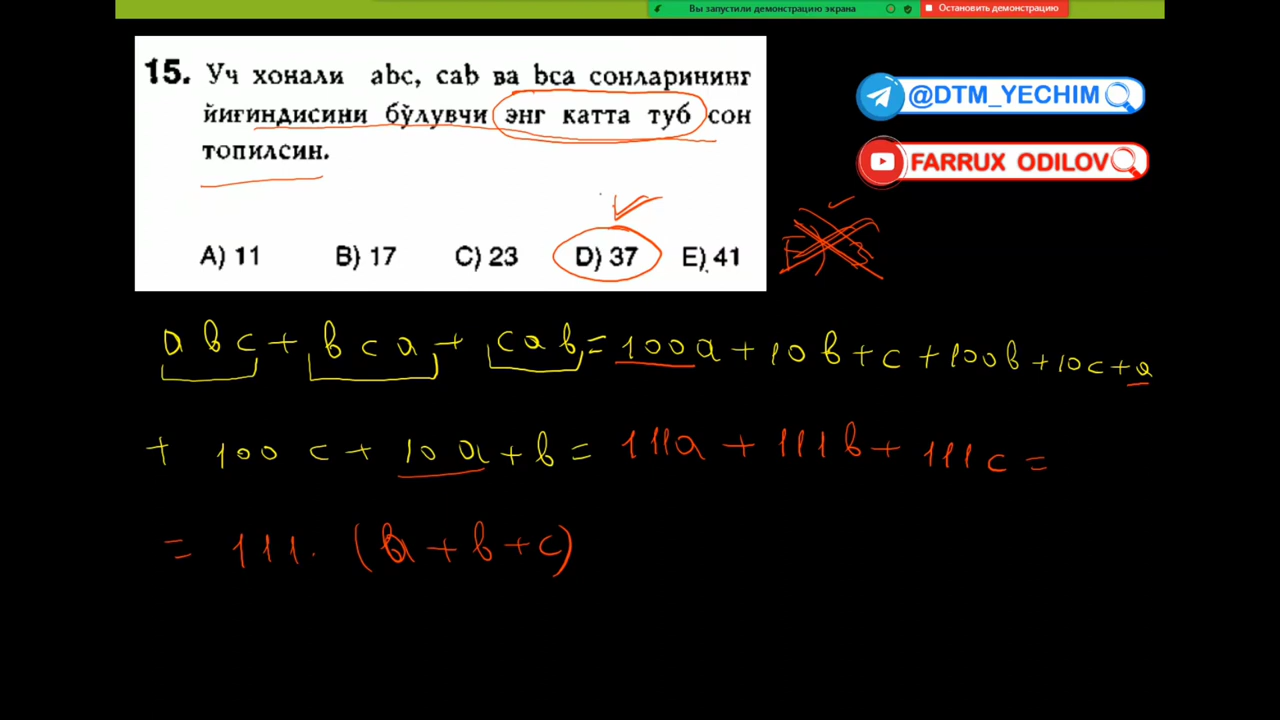 Вы запустили демонстрацию экрана
Остановить демонстрацию
15. Уч хонали abc, cab ва bca сонларининг
йиғиндисини бўлувчи энг катта туб сон
топилсин.
A) 11 B) 17 C) 23 D) 37 E) 41
@DTM_YECHIM
FARRUX ODILOV
abc + bca + cab = 100a + 10b + c + 100b + 10c + a
+ 100c + 10a + b = 111a + 111b + 111c =
= 111 · (a + b + c)